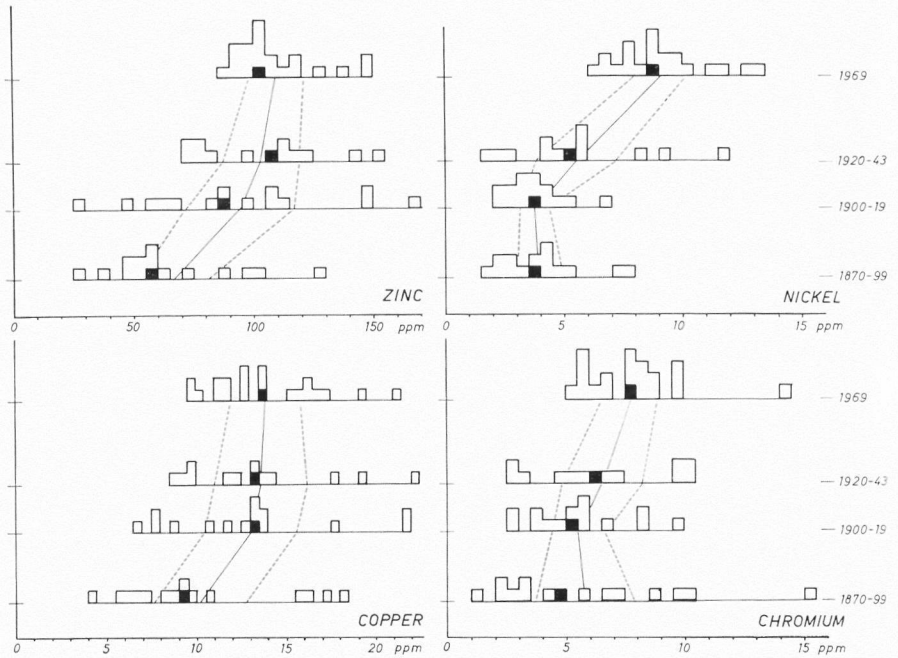 1969
1920-43
1900-19
1870-99
ZINC
NICKEL
0 50 100 150 ppm
0 5 10 15 ppm
1969
1920-43
1900-19
1870-99
COPPER
CHROMIUM
0 5 10 15 20 ppm
0 5 10 15 ppm